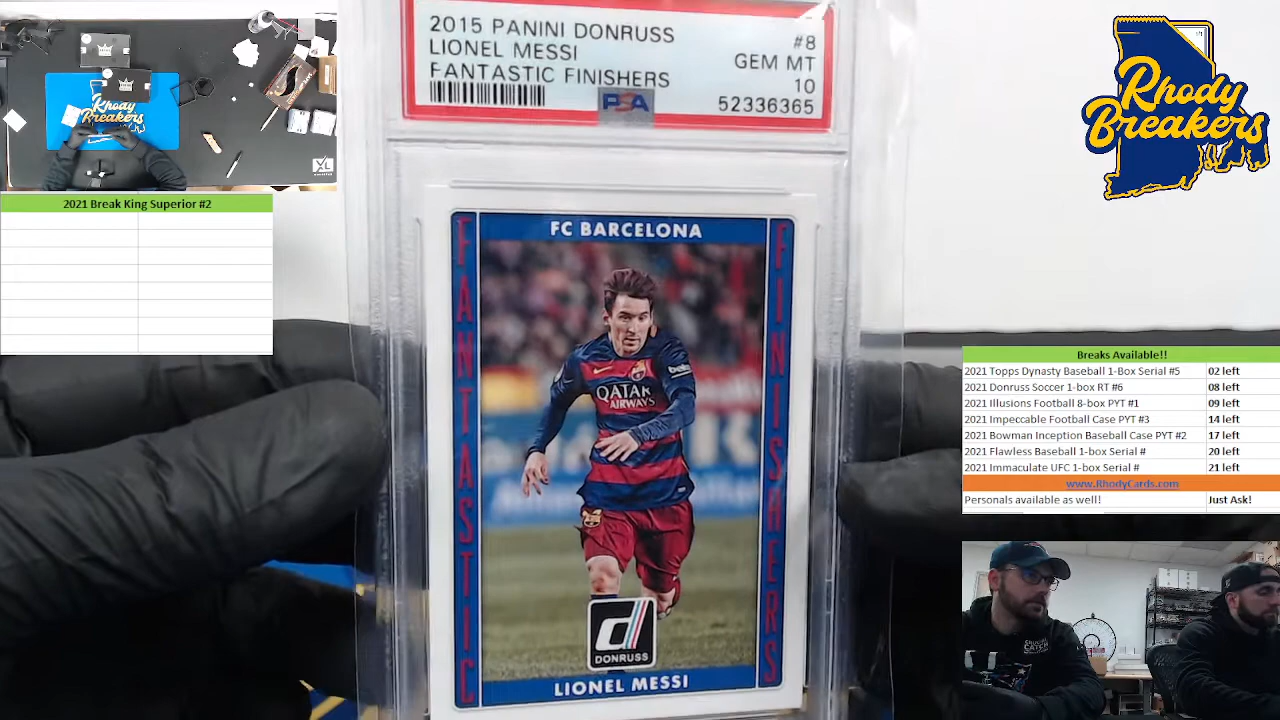 2015 PANINI DONRUSS
LIONEL MESSI
FANTASTIC FINISHERS
#8
GEM MT
10
52336365
PSA
FC BARCELONA
FANTASTIC
FINISHERS
QATAR
AIRWAYS
beko
DONRUSS
LIONEL MESSI
Rhody
Breakers
XL
2021 Break King Superior #2
Rhody
Breakers
Breaks Available!!
2021 Topps Dynasty Baseball 1-Box Serial #5 02 left
2021 Donruss Soccer 1-box RT #6 08 left
2021 Illusions Football 8-box PYT #1 09 left
2021 Impeccable Football Case PYT #3 14 left
2021 Bowman Inception Baseball Case PYT #2 17 left
2021 Flawless Baseball 1-box Serial # 20 left
2021 Immaculate UFC 1-box Serial # 21 left
www.RhodyCards.com
Personals available as well! Just Ask!